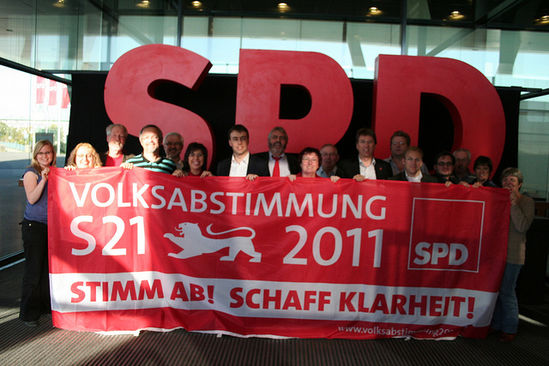 SPD
VOLKSABSTIMMUNG
S21 2011
SPD
STIMM AB! SCHAFF KLARHEIT!